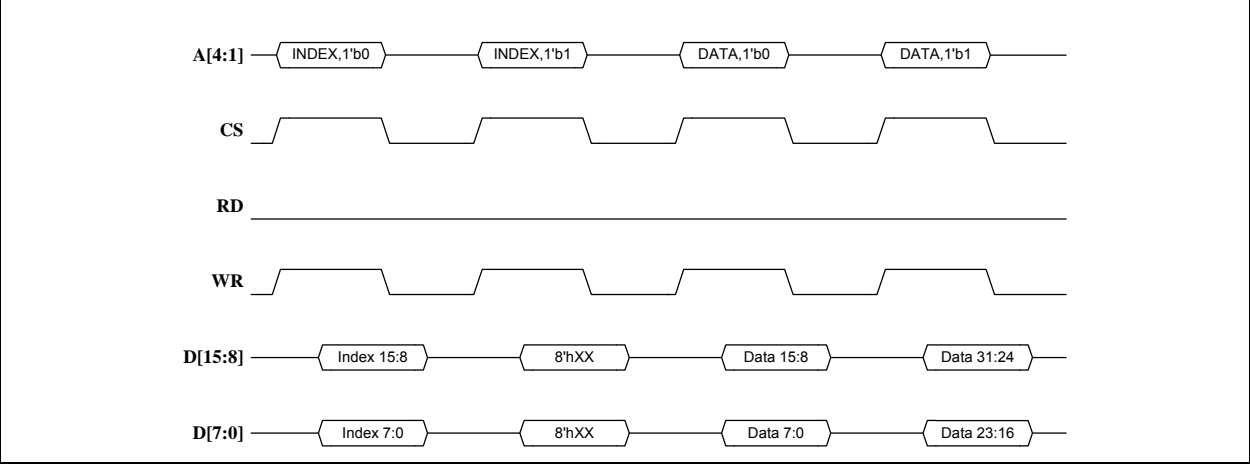 A[4:1] INDEX,1'b0 INDEX,1'b1 DATA,1'b0 DATA,1'b1
CS
RD
WR
D[15:8] Index 15:8 8'hXX Data 15:8 Data 31:24
D[7:0] Index 7:0 8'hXX Data 7:0 Data 23:16